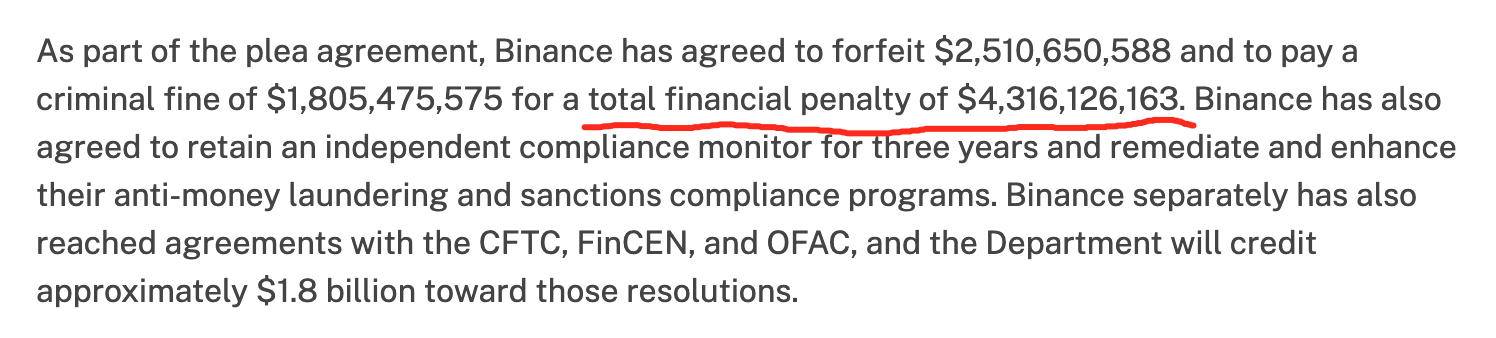 As part of the plea agreement, Binance has agreed to forfeit $2,510,650,588 and to pay a
criminal fine of $1,805,475,575 for a total financial penalty of $4,316,126,163. Binance has also
agreed to retain an independent compliance monitor for three years and remediate and enhance
their anti-money laundering and sanctions compliance programs. Binance separately has also
reached agreements with the CFTC, FinCEN, and OFAC, and the Department will credit
approximately $1.8 billion toward those resolutions.